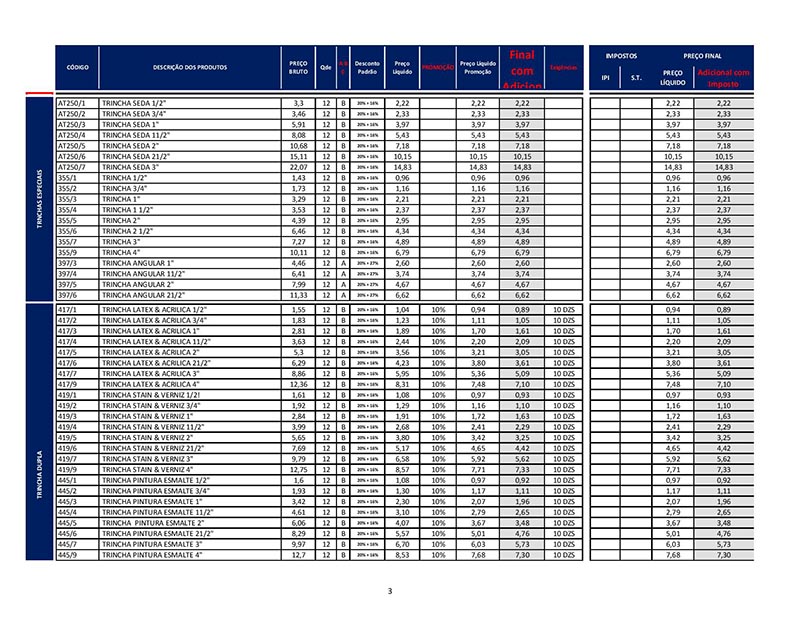 CÓDIGO DESCRIÇÃO DOS PRODUTOS PREÇO BRUTO Qde Desconto Padrão Preço Líquido PROMOÇÃO Preço Líquido Promoção Final com Adicion Exigências IMPOSTOS IPI S.T. PREÇO FINAL PREÇO LÍQUIDO Adicional com Imposto
TRINCHAS ESPECIAIS
AT250/1 TRINCHA SEDA 1/2" 3,3 12 B 20% + 16% 2,22 2,22 2,22 2,22 2,22
AT250/2 TRINCHA SEDA 3/4" 3,46 12 B 20% + 16% 2,33 2,33 2,33 2,33 2,33
AT250/3 TRINCHA SEDA 1" 5,91 12 B 20% + 16% 3,97 3,97 3,97 3,97 3,97
AT250/4 TRINCHA SEDA 11/2" 8,08 12 B 20% + 16% 5,43 5,43 5,43 5,43 5,43
AT250/5 TRINCHA SEDA 2" 10,68 12 B 20% + 16% 7,18 7,18 7,18 7,18 7,18
AT250/6 TRINCHA SEDA 21/2" 15,11 12 B 20% + 16% 10,15 10,15 10,15 10,15 10,15
AT250/7 TRINCHA SEDA 3" 22,07 12 B 20% + 16% 14,83 14,83 14,83 14,83 14,83
355/1 TRINCHA 1/2" 1,43 12 B 20% + 16% 0,96 0,96 0,96 0,96 0,96
355/2 TRINCHA 3/4" 1,73 12 B 20% + 16% 1,16 1,16 1,16 1,16 1,16
355/3 TRINCHA 1" 3,29 12 B 20% + 16% 2,21 2,21 2,21 2,21 2,21
355/4 TRINCHA 1 1/2" 3,53 12 B 20% + 16% 2,37 2,37 2,37 2,37 2,37
355/5 TRINCHA 2" 4,39 12 B 20% + 16% 2,95 2,95 2,95 2,95 2,95
355/6 TRINCHA 2 1/2" 6,46 12 B 20% + 16% 4,34 4,34 4,34 4,34 4,34
355/7 TRINCHA 3" 7,27 12 B 20% + 16% 4,89 4,89 4,89 4,89 4,89
355/9 TRINCHA 4" 10,11 12 B 20% + 16% 6,79 6,79 6,79 6,79 6,79
397/3 TRINCHA ANGULAR 1" 4,46 12 A 20% + 27% 2,60 2,60 2,60 2,60 2,60
397/4 TRINCHA ANGULAR 11/2" 6,41 12 A 20% + 27% 3,74 3,74 3,74 3,74 3,74
397/5 TRINCHA ANGULAR 2" 7,99 12 A 20% + 27% 4,67 4,67 4,67 4,67 4,67
397/6 TRINCHA ANGULAR 21/2" 11,33 12 A 20% + 27% 6,62 6,62 6,62 6,62 6,62
TRINCHA DUPLA
417/1 TRINCHA LATEX & ACRILICA 1/2" 1,55 12 B 20% + 16% 1,04 10% 0,94 0,89 10 DZS 0,94 0,89
417/2 TRINCHA LATEX & ACRILICA 3/4" 1,83 12 B 20% + 16% 1,23 10% 1,11 1,05 10 DZS 1,11 1,05
417/3 TRINCHA LATEX & ACRILICA 1" 2,81 12 B 20% + 16% 1,89 10% 1,70 1,61 10 DZS 1,70 1,61
417/4 TRINCHA LATEX & ACRILICA 11/2" 3,63 12 B 20% + 16% 2,44 10% 2,20 2,09 10 DZS 2,20 2,09
417/5 TRINCHA LATEX & ACRILICA 2" 5,3 12 B 20% + 16% 3,56 10% 3,21 3,05 10 DZS 3,21 3,05
417/6 TRINCHA LATEX & ACRILICA 21/2" 6,29 12 B 20% + 16% 4,23 10% 3,80 3,61 10 DZS 3,80 3,61
417/7 TRINCHA LATEX & ACRILICA 3" 8,86 12 B 20% + 16% 5,95 10% 5,36 5,09 10 DZS 5,36 5,09
417/9 TRINCHA LATEX & ACRILICA 4" 12,36 12 B 20% + 16% 8,31 10% 7,48 7,10 10 DZS 7,48 7,10
419/1 TRINCHA STAIN & VERNIZ 1/2! 1,61 12 B 20% + 16% 1,08 10% 0,97 0,93 10 DZS 0,97 0,93
419/2 TRINCHA STAIN & VERNIZ 3/4" 1,92 12 B 20% + 16% 1,29 10% 1,16 1,10 10 DZS 1,16 1,10
419/3 TRINCHA STAIN & VERNIZ 1" 2,84 12 B 20% + 16% 1,91 10% 1,72 1,63 10 DZS 1,72 1,63
419/4 TRINCHA STAIN & VERNIZ 11/2" 3,99 12 B 20% + 16% 2,68 10% 2,41 2,29 10 DZS 2,41 2,29
419/5 TRINCHA STAIN & VERNIZ 2" 5,65 12 B 20% + 16% 3,80 10% 3,42 3,25 10 DZS 3,42 3,25
419/6 TRINCHA STAIN & VERNIZ 21/2" 7,69 12 B 20% + 16% 5,17 10% 4,65 4,42 10 DZS 4,65 4,42
419/7 TRINCHA STAIN & VERNIZ 3" 9,79 12 B 20% + 16% 6,58 10% 5,92 5,62 10 DZS 5,92 5,62
419/9 TRINCHA STAIN & VERNIZ 4" 12,75 12 B 20% + 16% 8,57 10% 7,71 7,33 10 DZS 7,71 7,33
445/1 TRINCHA PINTURA ESMALTE 1/2" 1,6 12 B 20% + 16% 1,08 10% 0,97 0,92 10 DZS 0,97 0,92
445/2 TRINCHA PINTURA ESMALTE 3/4" 1,93 12 B 20% + 16% 1,30 10% 1,17 1,11 10 DZS 1,17 1,11
445/3 TRINCHA PINTURA ESMALTE 1" 3,42 12 B 20% + 16% 2,30 10% 2,07 1,96 10 DZS 2,07 1,96
445/4 TRINCHA PINTURA ESMALTE 11/2" 4,61 12 B 20% + 16% 3,10 10% 2,79 2,65 10 DZS 2,79 2,65
445/5 TRINCHA PINTURA ESMALTE 2" 6,06 12 B 20% + 16% 4,07 10% 3,67 3,48 10 DZS 3,67 3,48
445/6 TRINCHA PINTURA ESMALTE 21/2" 8,29 12 B 20% + 16% 5,57 10% 5,01 4,76 10 DZS 5,01 4,76
445/7 TRINCHA PINTURA ESMALTE 3" 9,97 12 B 20% + 16% 6,70 10% 6,03 5,73 10 DZS 6,03 5,73
445/9 TRINCHA PINTURA ESMALTE 4" 12,7 12 B 20% + 16% 8,53 10% 7,68 7,30 10 DZS 7,68 7,30
3